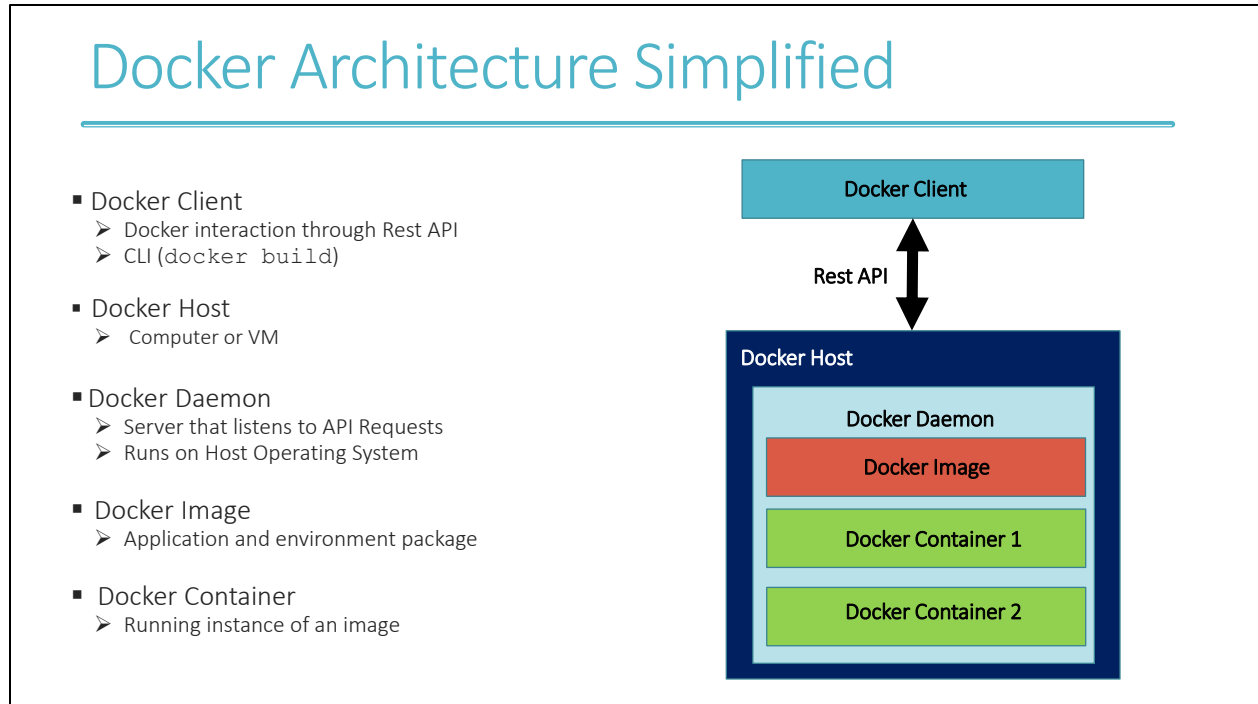 Docker Architecture Simplified
▪ Docker Client
➢ Docker interaction through Rest API
➢ CLI (docker build)
▪ Docker Host
➢ Computer or VM
▪ Docker Daemon
➢ Server that listens to API Requests
➢ Runs on Host Operating System
▪ Docker Image
➢ Application and environment package
▪ Docker Container
➢ Running instance of an image
Docker Client
Rest API
Docker Host
Docker Daemon
Docker Image
Docker Container 1
Docker Container 2